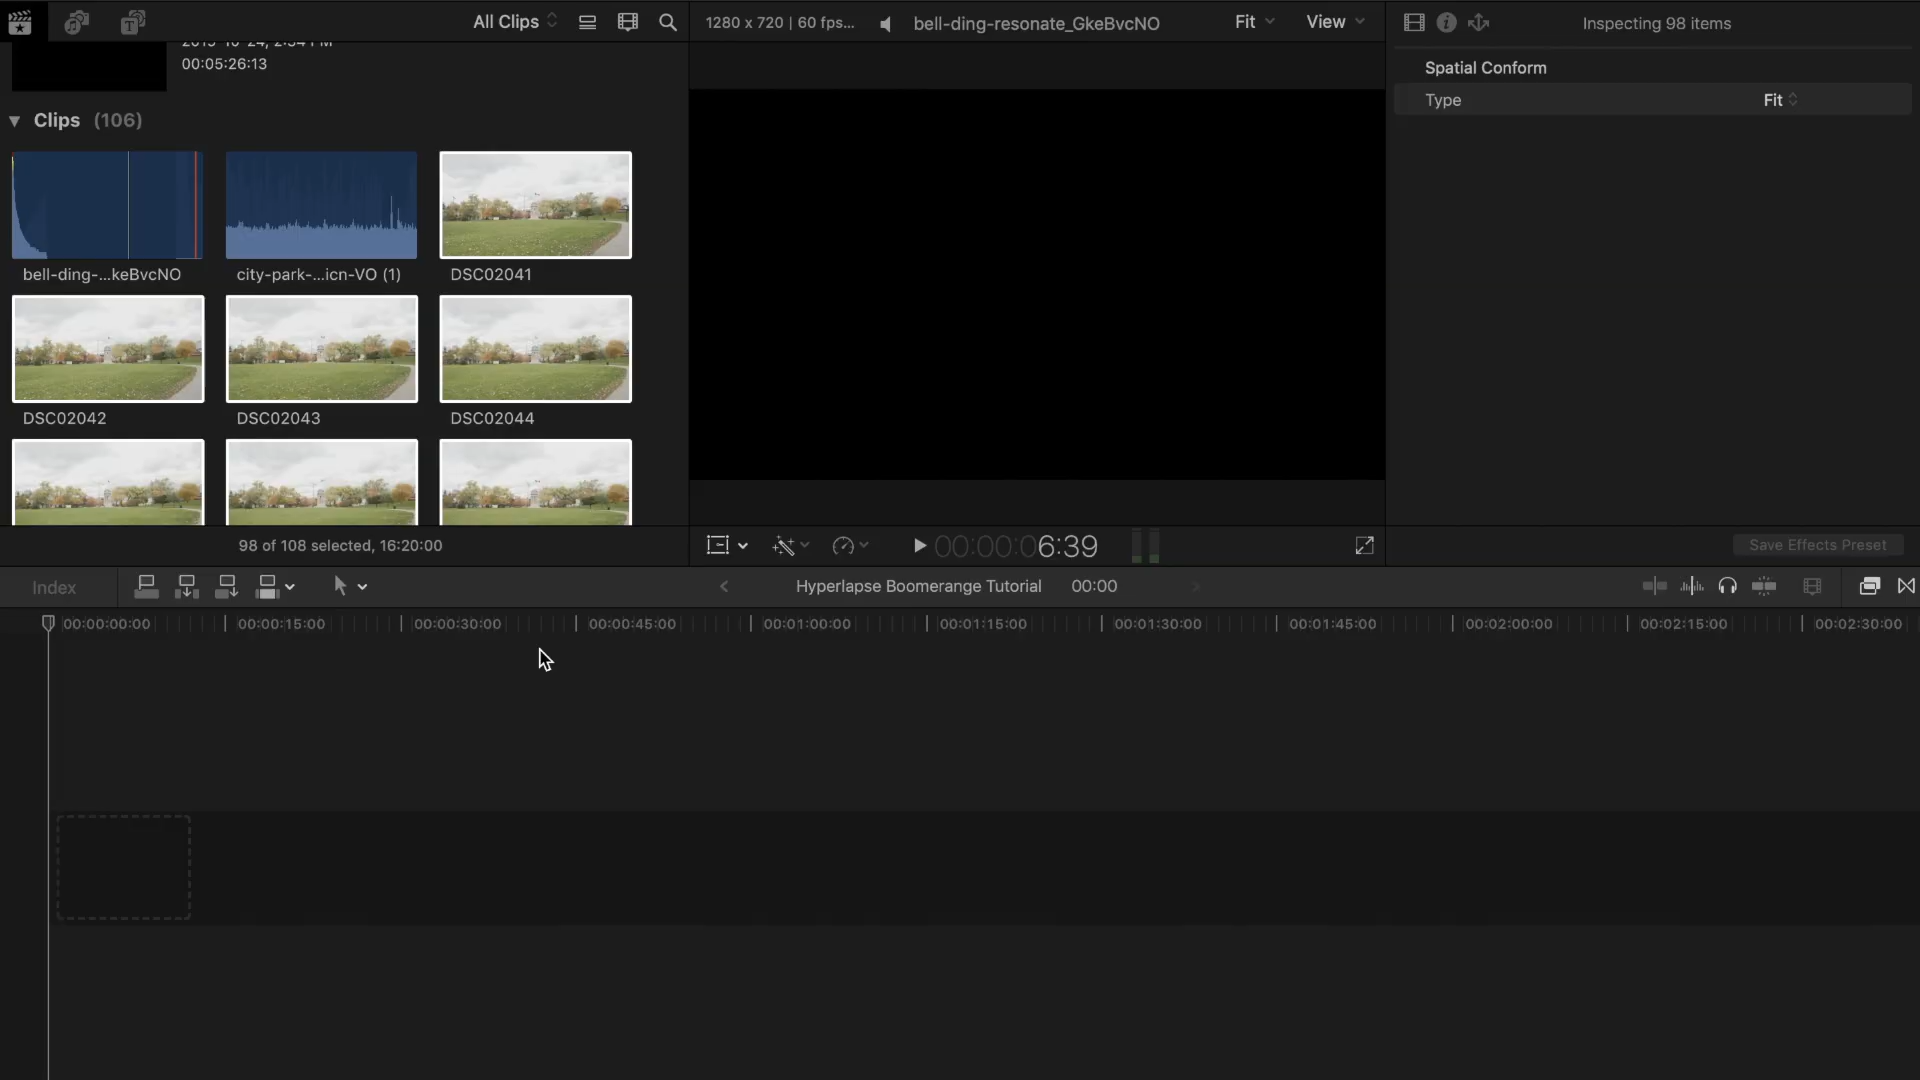 All Clips
1280 x 720 | 60 fps...
bell-ding-resonate_GkeBvcNO
Fit
View
Inspecting 98 items
00:05:26:13
Spatial Conform
Type
Fit
Clips (106)
bell-ding-...keBvcNO
city-park-...icn-VO (1)
DSC02041
DSC02042
DSC02043
DSC02044
98 of 108 selected, 16:20:00
00:00:06:39
Save Effects Preset
Index
Hyperlapse Boomerange Tutorial
00:00
00:00:00:00
00:00:15:00
00:00:30:00
00:00:45:00
00:01:00:00
00:01:15:00
00:01:30:00
00:01:45:00
00:02:00:00
00:02:15:00
00:02:30:00